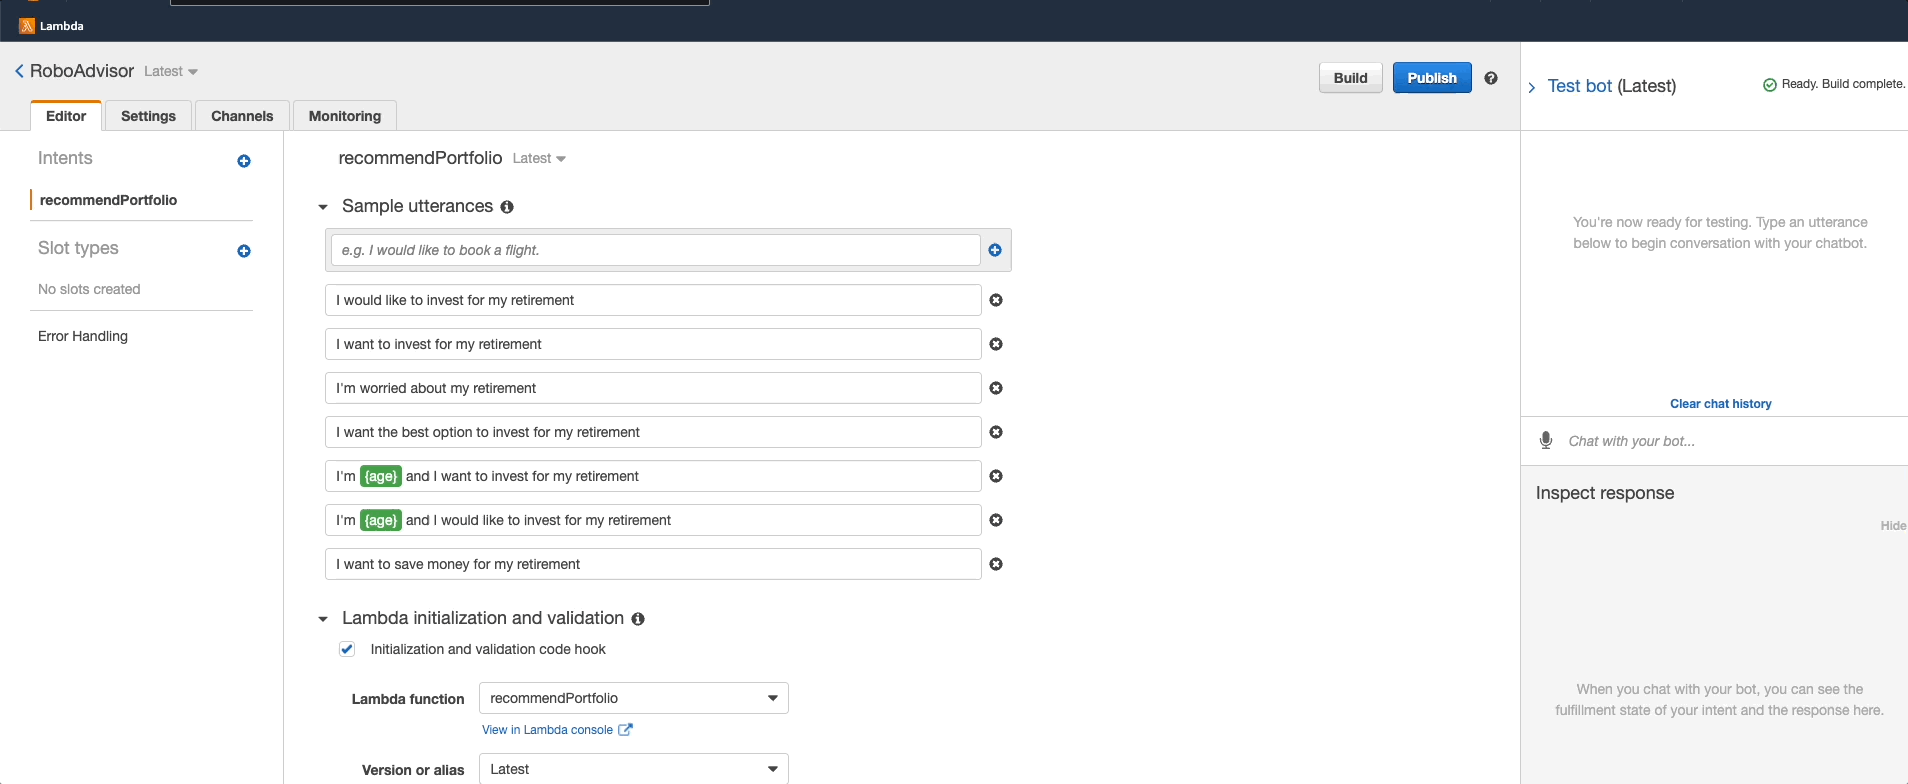 Lambda
RoboAdvisor Latest
Build
Publish
Editor
Settings
Channels
Monitoring
Intents
recommendPortfolio
Slot types
No slots created
Error Handling
recommendPortfolio Latest
Sample utterances
e.g. I would like to book a flight.
I would like to invest for my retirement
I want to invest for my retirement
I'm worried about my retirement
I want the best option to invest for my retirement
I'm {age} and I want to invest for my retirement
I'm {age} and I would like to invest for my retirement
I want to save money for my retirement
Lambda initialization and validation
Initialization and validation code hook
Lambda function recommendPortfolio
View in Lambda console
Version or alias Latest
Test bot (Latest)
Ready. Build complete.
You're now ready for testing. Type an utterance
below to begin conversation with your chatbot.
Clear chat history
Chat with your bot...
Inspect response
Hide
When you chat with your bot, you can see the
fulfillment state of your intent and the response here.